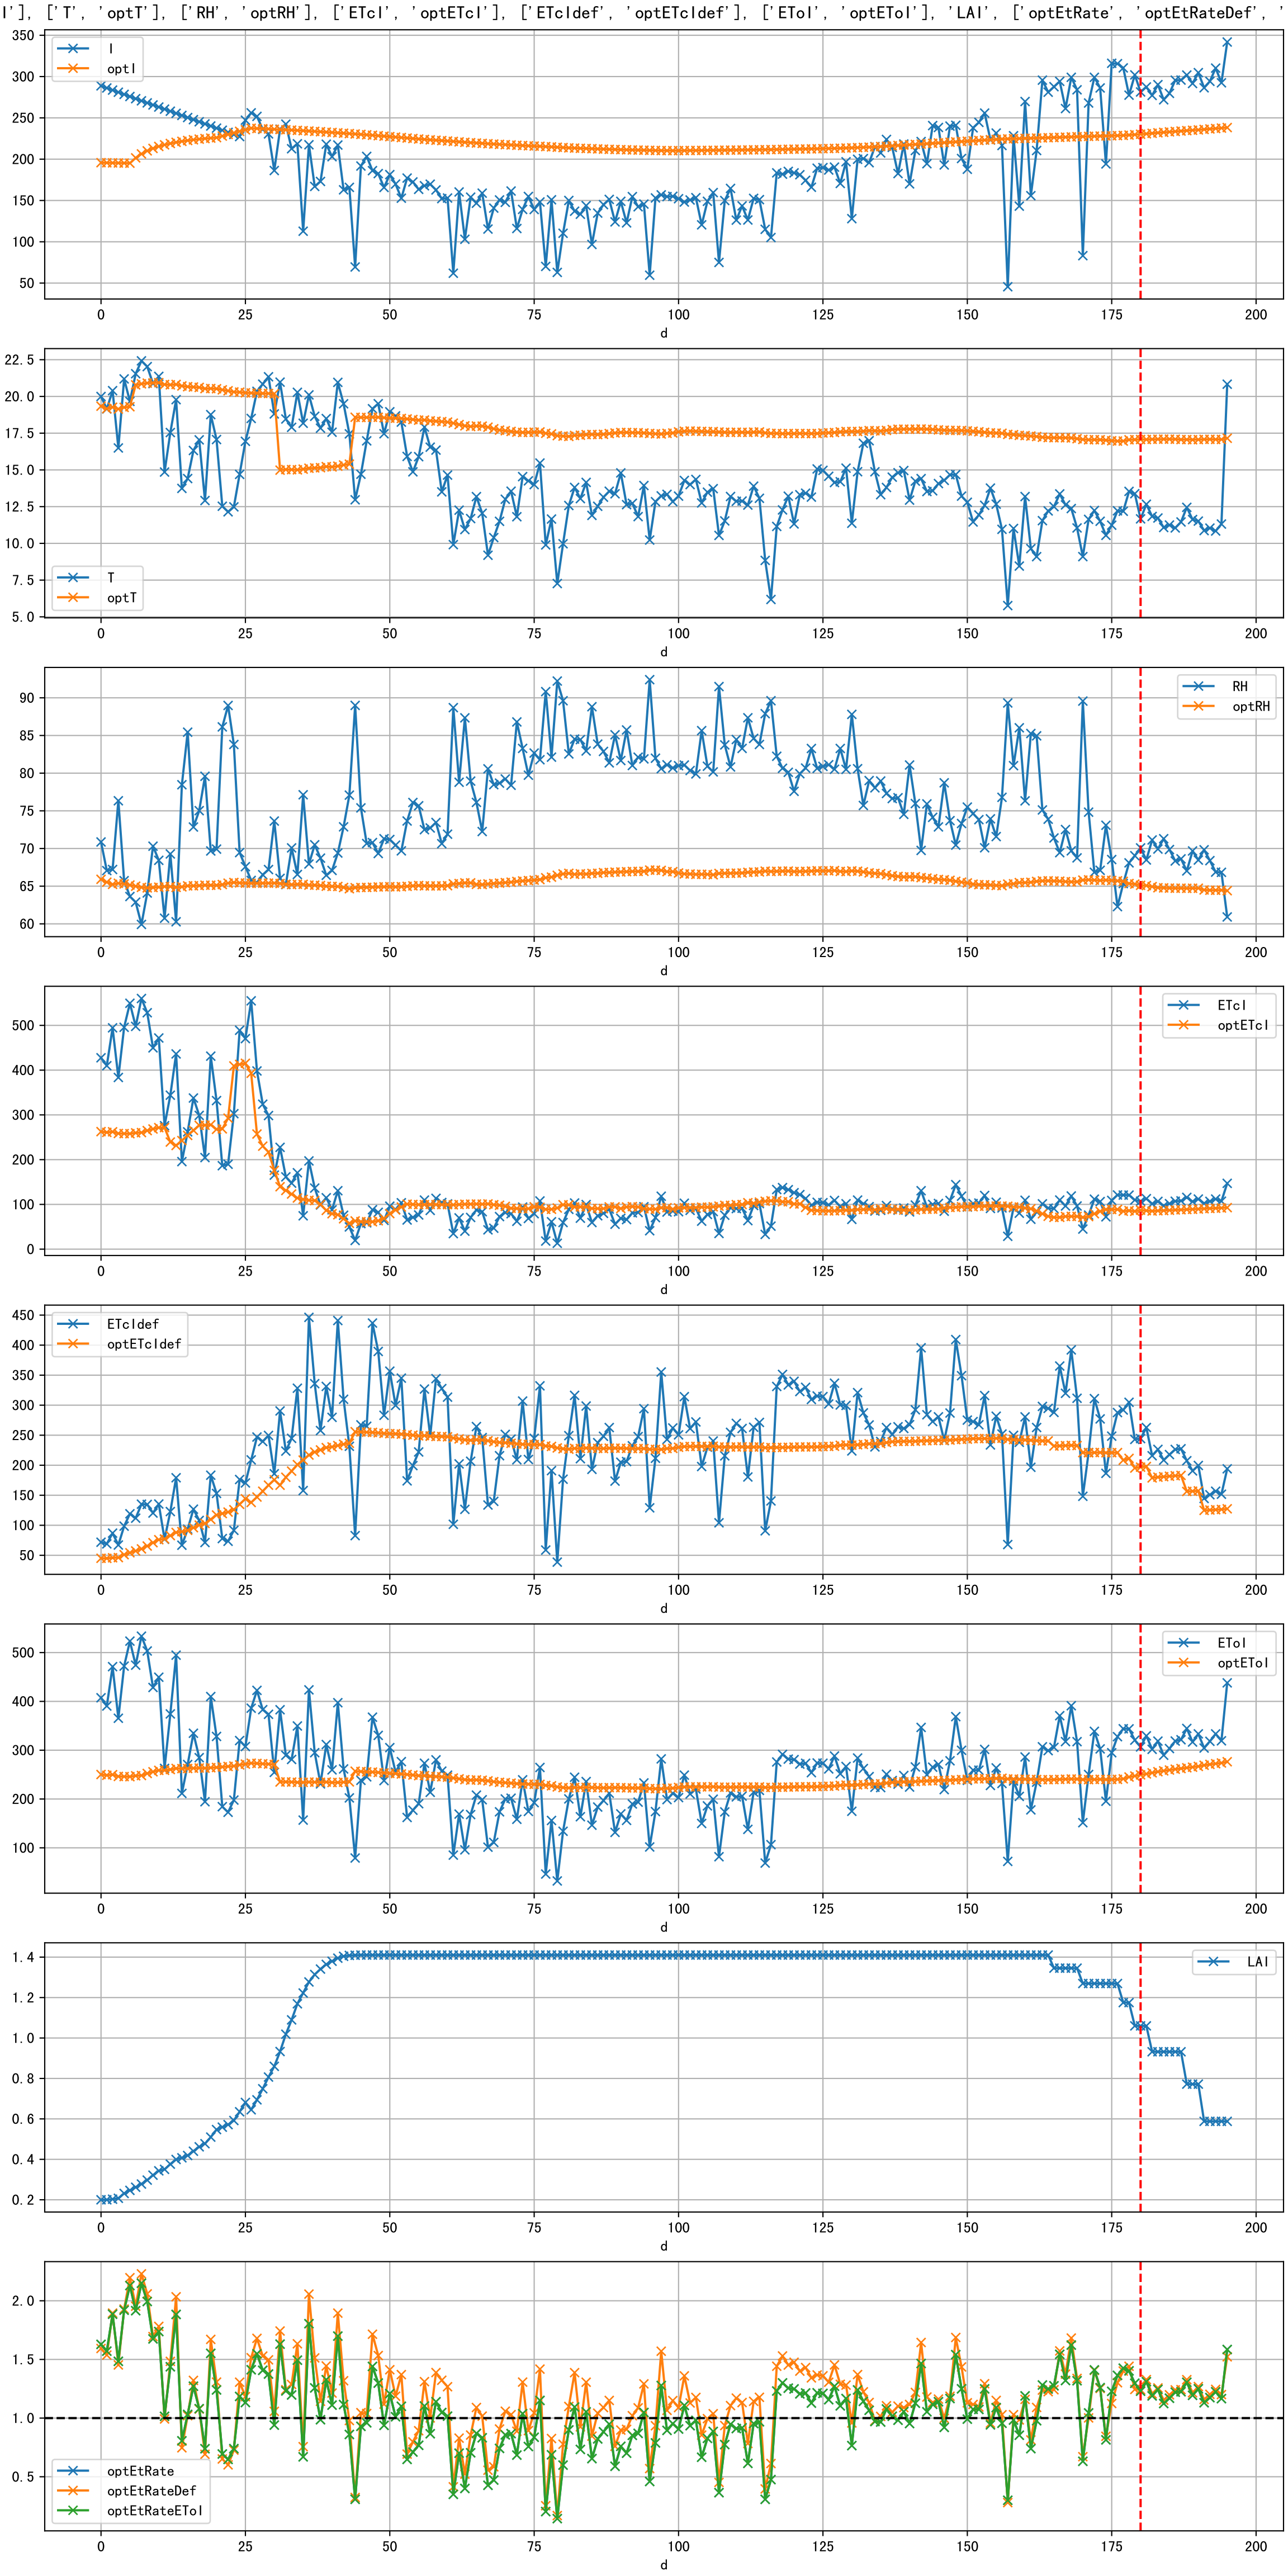 I'], ['T', 'optT'], ['RH', 'optRH'], ['ETcI', 'optETcI'], ['ETcIdef', 'optETcIdef'], ['EToI', 'optEToI'], 'LAI', ['optEtRate', 'optEtRateDef', '
350
300
250
200
150
100
50
I
optI
0 25 50 75 100 125 150 175 200
d
22.5
20.0
17.5
15.0
12.5
10.0
7.5
5.0
T
optT
0 25 50 75 100 125 150 175 200
d
90
85
80
75
70
65
60
RH
optRH
0 25 50 75 100 125 150 175 200
d
500
400
300
200
100
0
ETcI
optETcI
0 25 50 75 100 125 150 175 200
d
450
400
350
300
250
200
150
100
50
ETcIdef
optETcIdef
0 25 50 75 100 125 150 175 200
d
500
400
300
200
100
EToI
optEToI
0 25 50 75 100 125 150 175 200
d
1.4
1.2
1.0
0.8
0.6
0.4
0.2
LAI
0 25 50 75 100 125 150 175 200
d
2.0
1.5
1.0
0.5
optEtRate
optEtRateDef
optEtRateEToI
0 25 50 75 100 125 150 175 200
d